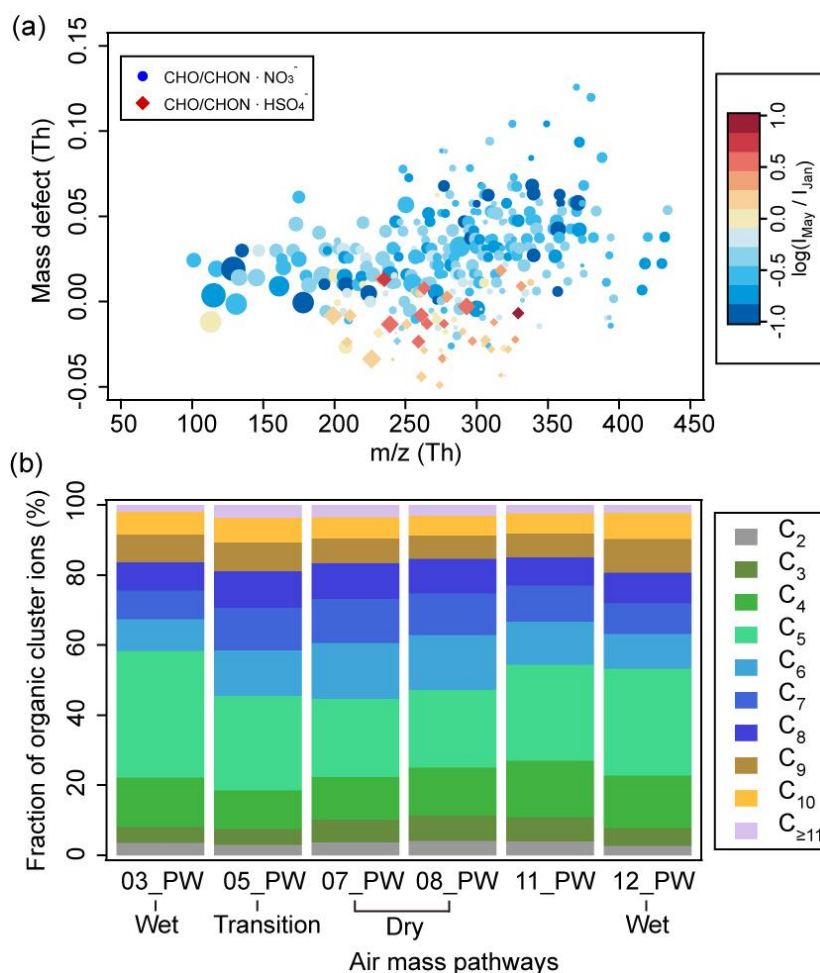 (a)
Mass defect (Th)
0.15
0.10
0.05
0.00
-0.05
CHO/CHON · NO₃⁻
CHO/CHON · HSO₄⁻
50 100 150 200 250 300 350 400 450
m/z (Th)
1.0
0.5
0.0
-0.5
-1.0
log(I_May / I_Jan)
(b)
Fraction of organic cluster ions (%)
100
80
60
40
20
0
C₂
C₃
C₄
C₅
C₆
C₇
C₈
C₉
C₁₀
C≥₁₁
03_PW 05_PW 07_PW 08_PW 11_PW 12_PW
Wet Transition Dry Wet
Air mass pathways